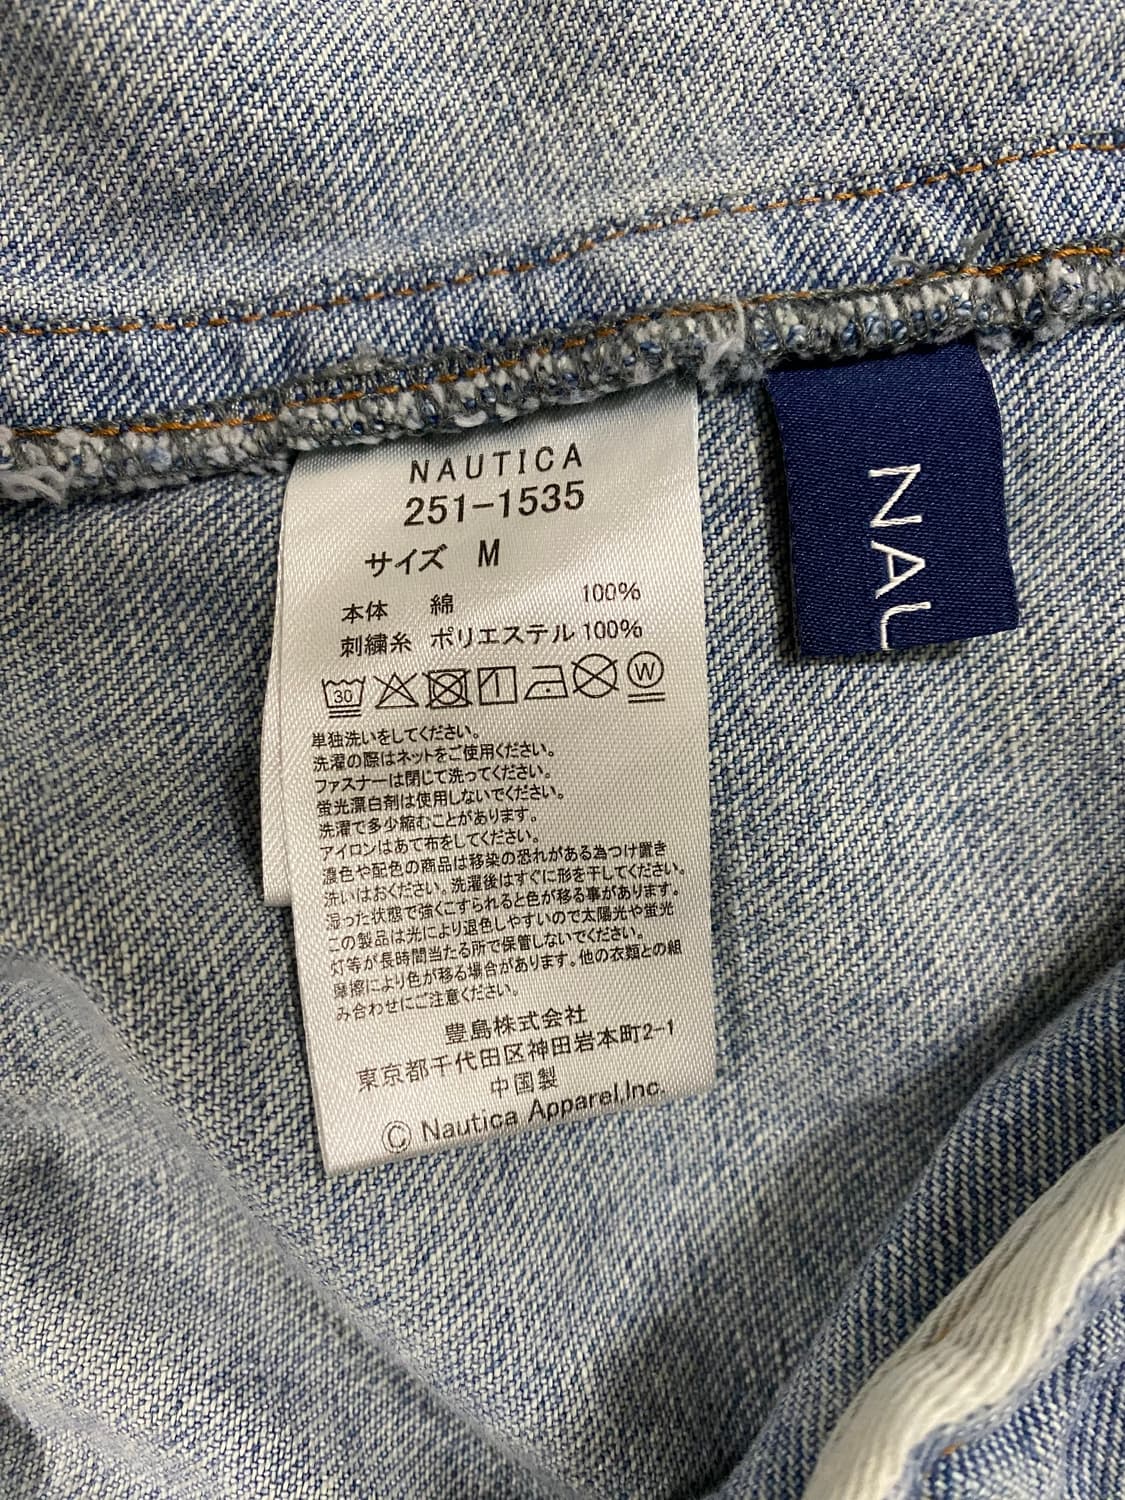 NAUTICA
251-1535
サイズ M
本体 綿 100%
刺繍糸 ポリエステル 100%
30
W
単独洗いをしてください。
洗濯の際はネットをご使用ください。
ファスナーは閉じて洗ってください。
蛍光漂白剤は使用しないでください。
洗濯で多少縮むことがあります。
アイロンはあて布をしてください。
濃色や配色の商品は移染の恐れがある為つけ置き
洗いはおください。洗濯後はすぐに形を干してください。
湿った状態で強くこすられると色が移る事があります。
この製品は光により退色しやすいので太陽光や蛍光
灯等が長時間当たる所で保管しないでください。
摩擦により色が移る場合があります。他の衣類との組
み合わせにご注意ください。
豊島株式会社
東京都千代田区神田岩本町2-1
中国製
© Nautica Apparel,Inc.
NAU